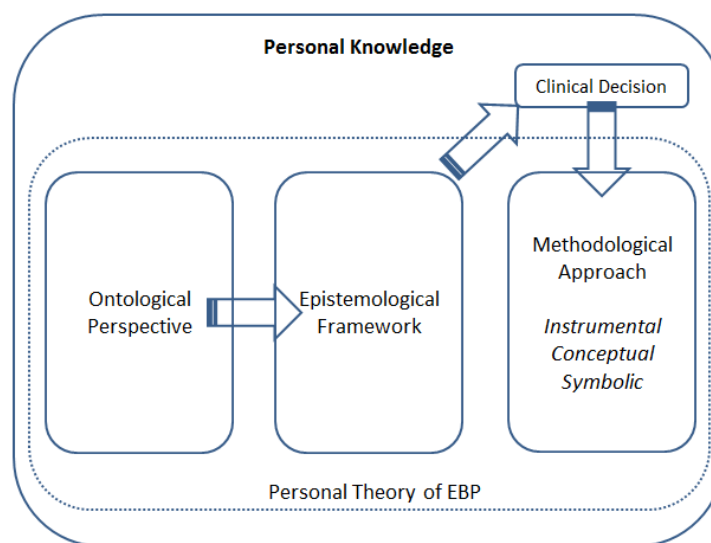 Personal Knowledge
Clinical Decision
Ontological
Perspective
Epistemological
Framework
Methodological
Approach
Instrumental
Conceptual
Symbolic
Personal Theory of EBP